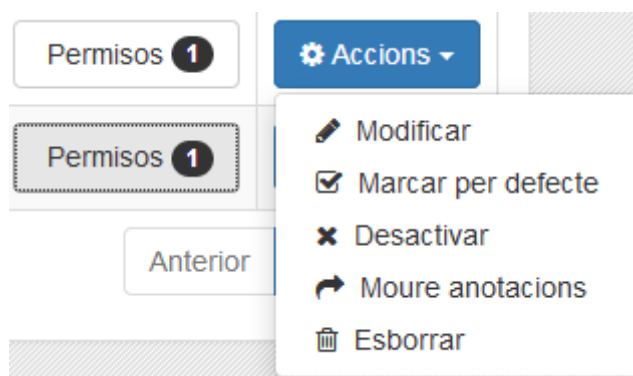 Permisos 1
Accions
Modificar
Permisos 1
Marcar per defecte
Desactivar
Anterior
Moure anotacions
Esborrar